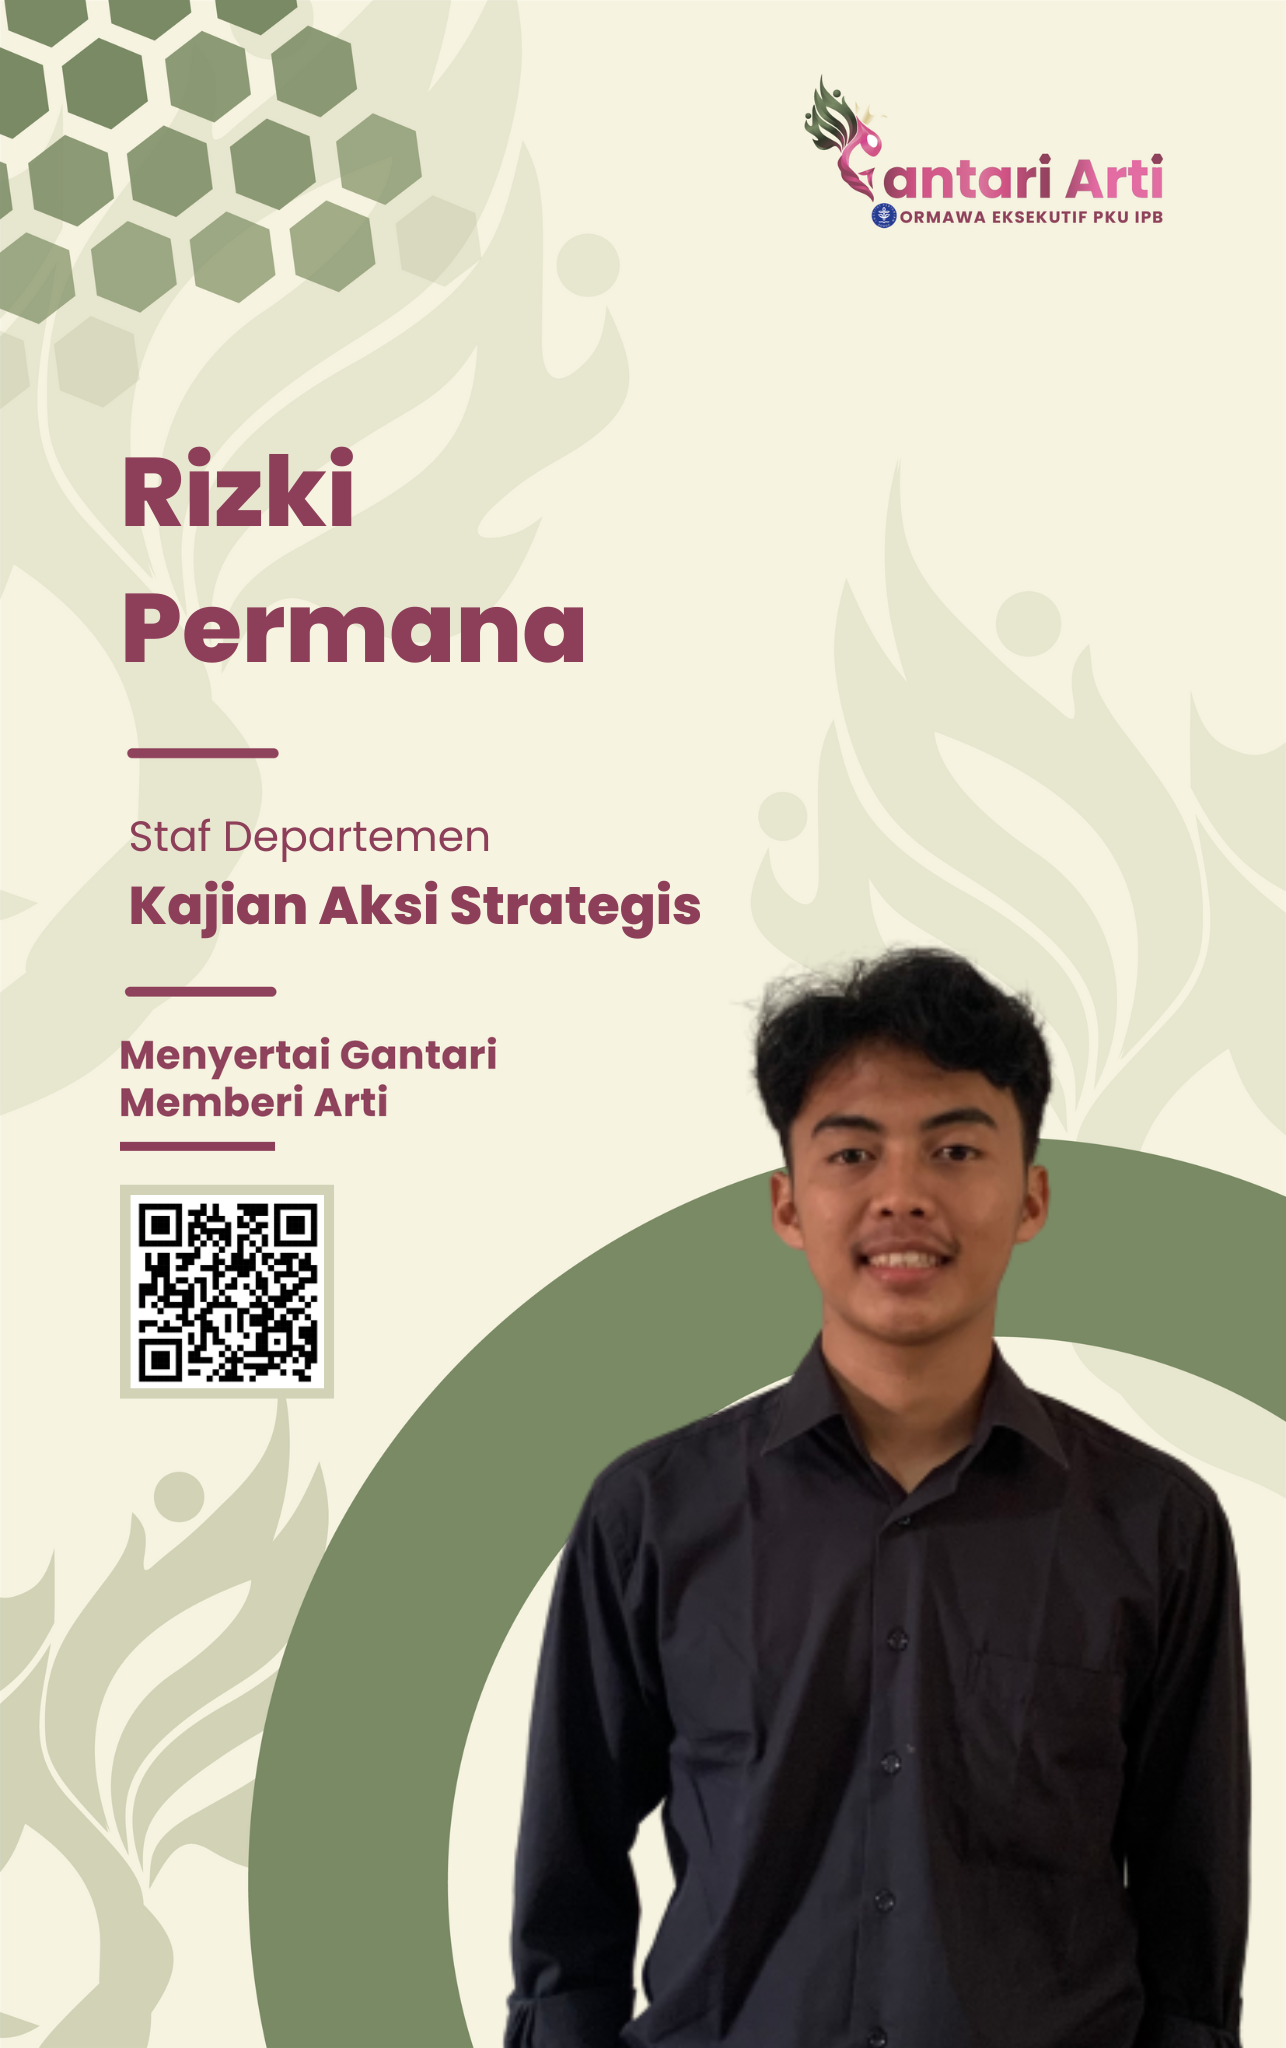 Gantari Arti
ORMAWA EKSEKUTIF PKU IPB
Rizki
Permana
Staf Departemen
Kajian Aksi Strategis
Menyertai Gantari
Memberi Arti